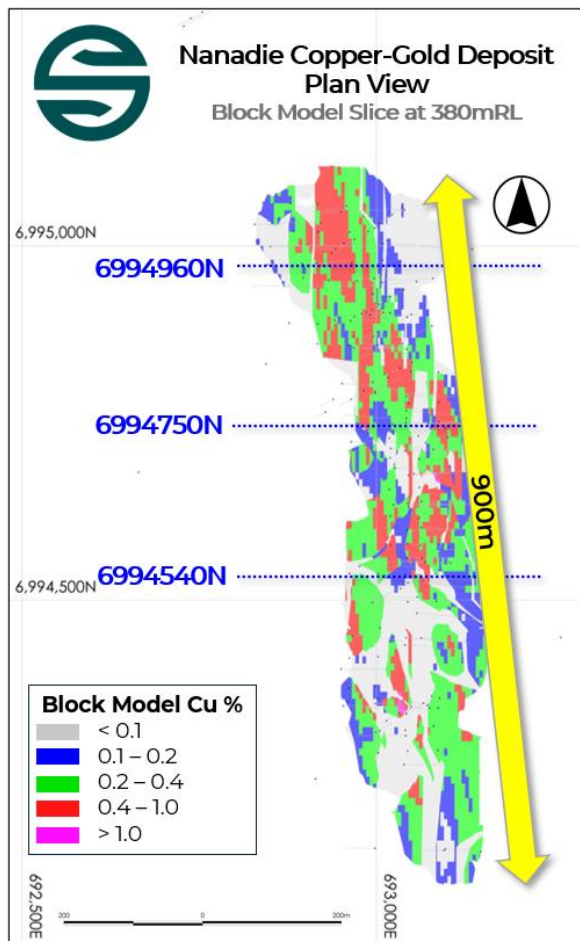 Nanadie Copper-Gold Deposit
Plan View
Block Model Slice at 380mRL
6,995,000N
6994960N
6994750N
900m
6994540N
6,994,500N
Block Model Cu %
< 0.1
0.1 – 0.2
0.2 – 0.4
0.4 – 1.0
> 1.0
692,500E
693,000E
200
0
200m